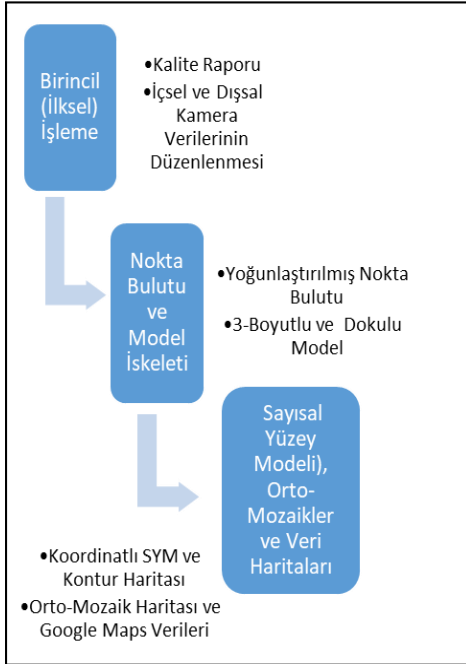 Birincil
(İlksel)
İşleme
•Kalite Raporu
•İçsel ve Dışsal
Kamera
Verilerinin
Düzenlenmesi
Nokta
Bulutu
ve
Model
İskeleti
•Yoğunlaştırılmış Nokta
Bulutu
•3-Boyutlu ve Dokulu
Model
Sayısal
Yüzey
Modeli),
Orto-
Mozaikler
ve Veri
Haritaları
•Koordinatlı SYM ve
Kontur Haritası
•Orto-Mozaik Haritası ve
Google Maps Verileri